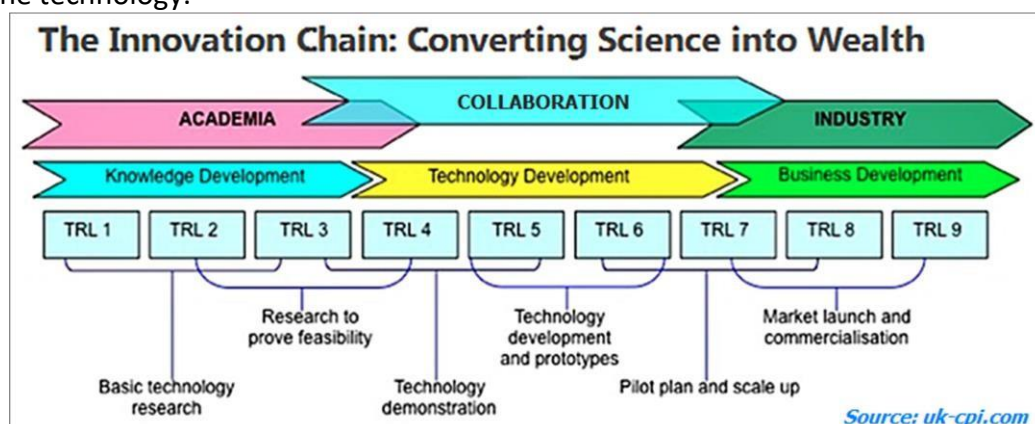 ne technology.
The Innovation Chain: Converting Science into Wealth
COLLABORATION
ACADEMIA
INDUSTRY
Knowledge Development
Technology Development
Business Development
TRL 1
TRL 2
TRL 3
TRL 4
TRL 5
TRL 6
TRL 7
TRL 8
TRL 9
Research to
prove feasibility
Technology
development
and prototypes
Market launch and
commercialisation
Basic technology
research
Technology
demonstration
Pilot plan and scale up
Source: uk-cpi.com